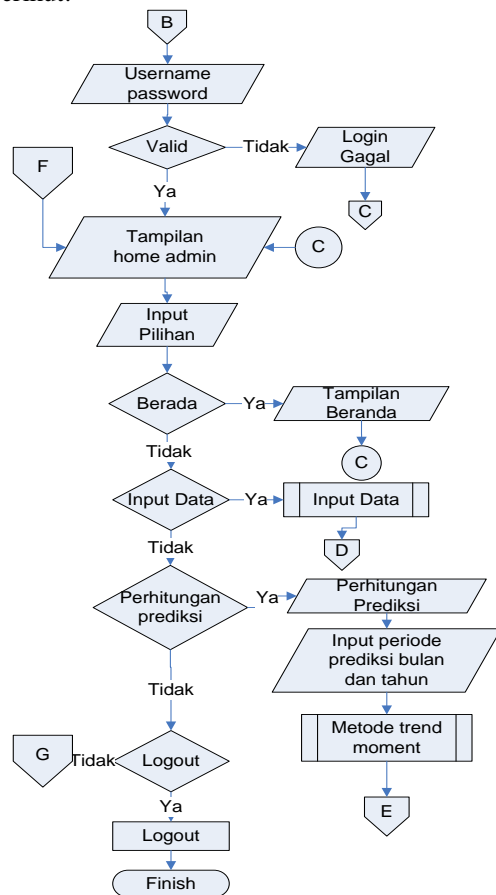 B
Username
password
Valid
Tidak
Login
Gagal
C
Ya
F
Tampilan
home admin
C
Input
Pilihan
Berada
Ya
Tampilan
Beranda
C
Tidak
Input Data
Ya
Input Data
D
Tidak
Perhitungan
prediksi
Ya
Perhitungan
Prediksi
Input periode
prediksi bulan
dan tahun
Metode trend
moment
E
Tidak
Logout
Tidak
G
Ya
Logout
Finish